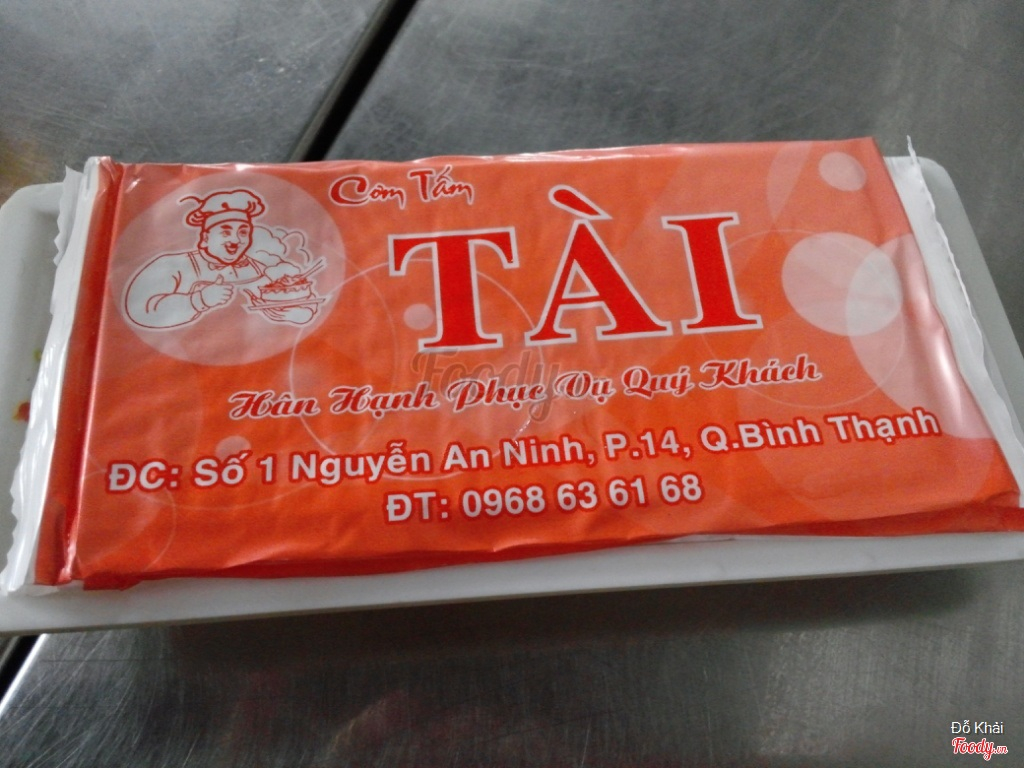 Cơm Tấm
TÀI
Foody
Hân Hạnh Phục Vụ Quý Khách
ĐC: Số 1 Nguyễn An Ninh, P.14, Q.Bình Thạnh
ĐT: 0968 63 61 68
Đỗ Khải
Foody.vn